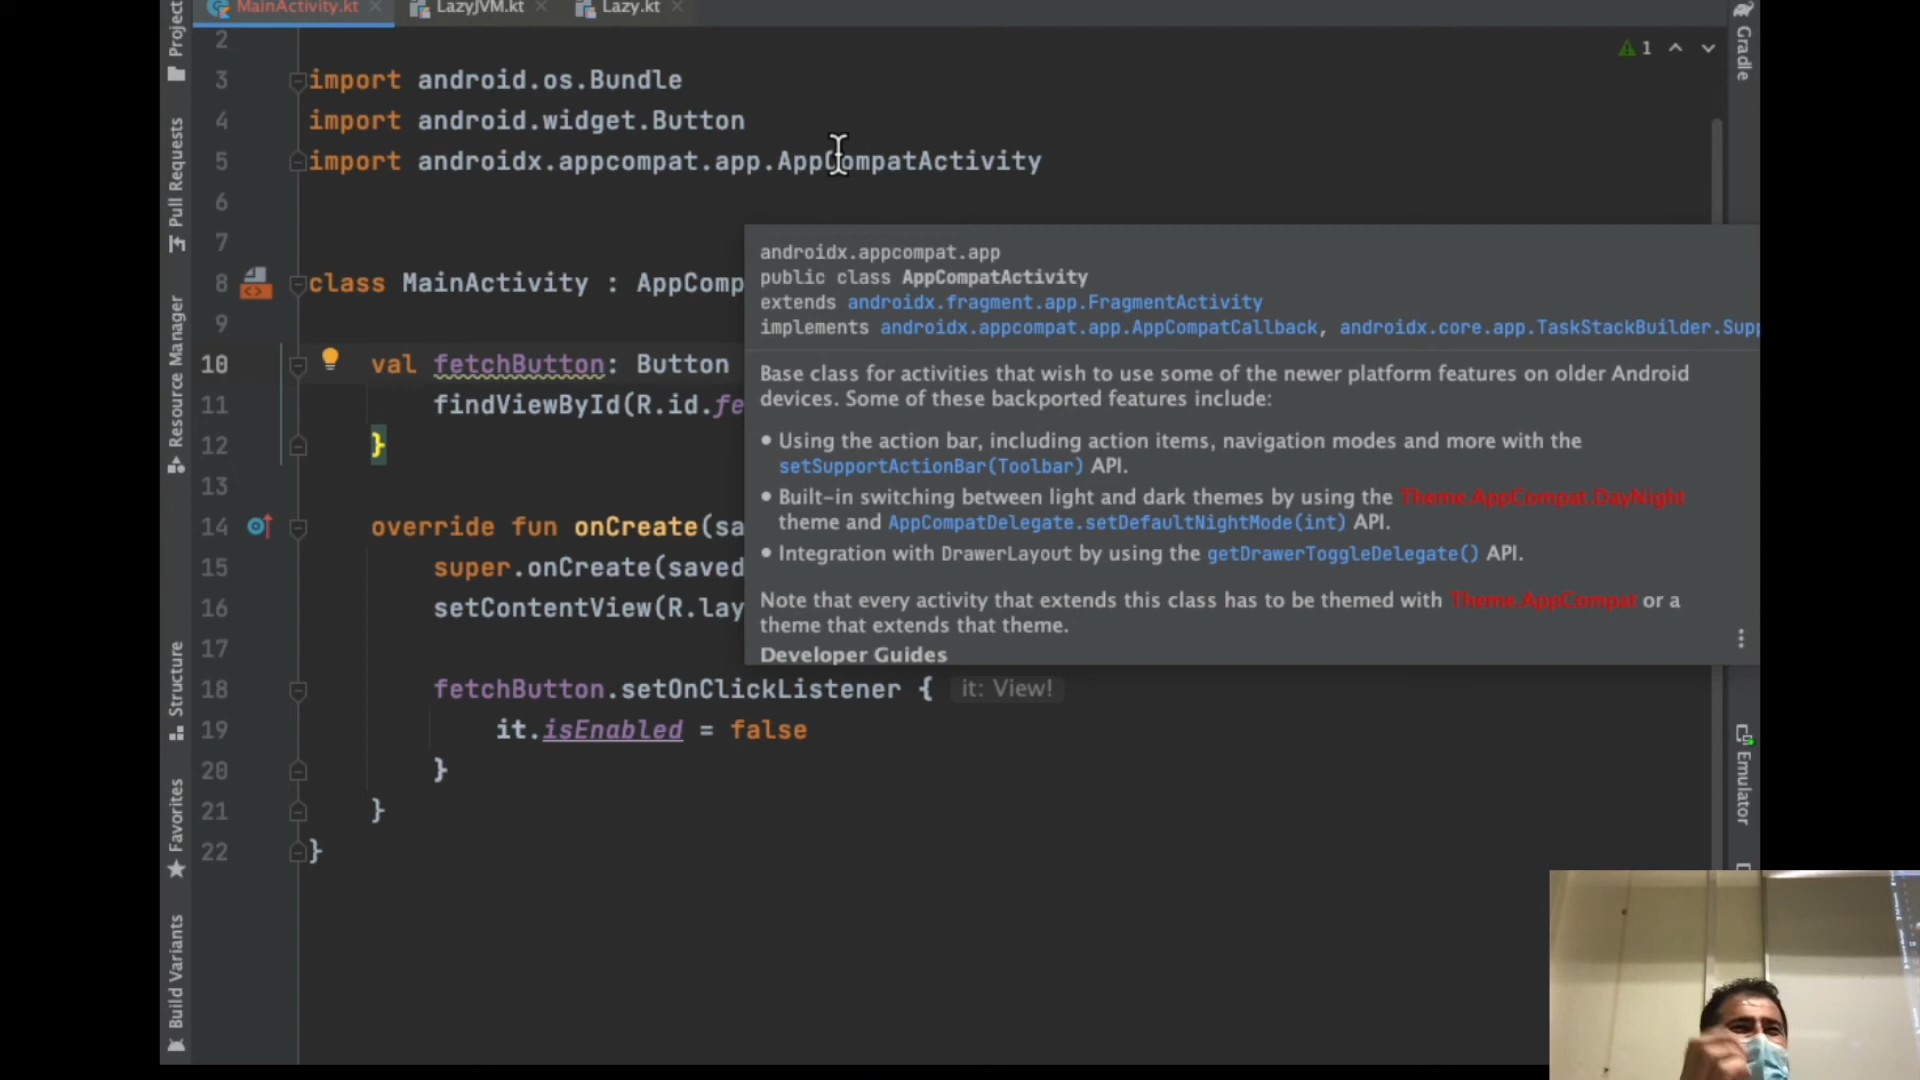 MainActivity.kt
LazyJVM.kt
Lazy.kt
Project
Pull Requests
Resource Manager
Structure
Favorites
Build Variants
Gradle
Emulator
1
2
3 import android.os.Bundle
4 import android.widget.Button
5 import androidx.appcompat.app.AppCompatActivity
6
7
8 class MainActivity : AppComp
9
10 val fetchButton: Button
11 findViewById(R.id.fe
12 }
13
14 override fun onCreate(sa
15 super.onCreate(saved
16 setContentView(R.lay
17
18 fetchButton.setOnClickListener { it: View!
19 it.isEnabled = false
20 }
21 }
22 }
androidx.appcompat.app
public class AppCompatActivity
extends androidx.fragment.app.FragmentActivity
implements androidx.appcompat.app.AppCompatCallback, androidx.core.app.TaskStackBuilder.Supp
Base class for activities that wish to use some of the newer platform features on older Android
devices. Some of these backported features include:
• Using the action bar, including action items, navigation modes and more with the
setSupportActionBar(Toolbar) API.
• Built-in switching between light and dark themes by using the Theme.AppCompat.DayNight
theme and AppCompatDelegate.setDefaultNightMode(int) API.
• Integration with DrawerLayout by using the getDrawerToggleDelegate() API.
Note that every activity that extends this class has to be themed with Theme.AppCompat or a
theme that extends that theme.
Developer Guides